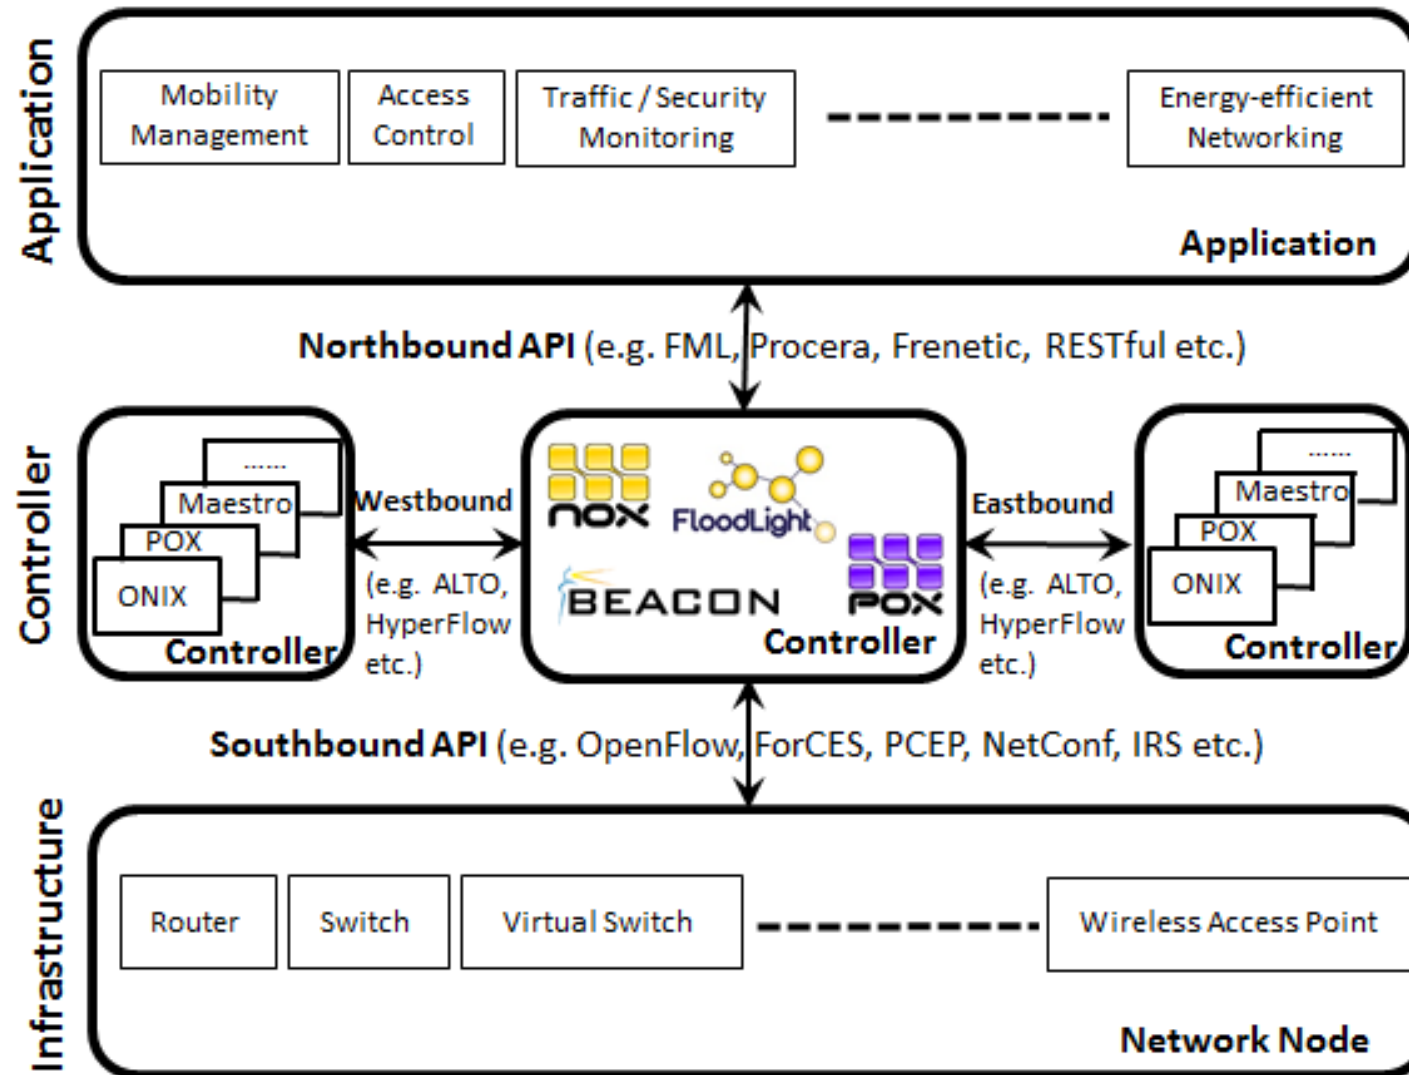 Application
Mobility
Management
Access
Control
Traffic / Security
Monitoring
Energy-efficient
Networking
Application
Northbound API (e.g. FML, Procera, Frenetic, RESTful etc.)
Controller
......
Maestro
POX
ONIX
Controller
Westbound
(e.g. ALTO,
HyperFlow
etc.)
nox
FloodLight
BEACON
POX
Controller
Eastbound
(e.g. ALTO,
HyperFlow
etc.)
......
Maestro
POX
ONIX
Controller
Southbound API (e.g. OpenFlow, ForCES, PCEP, NetConf, IRS etc.)
Infrastructure
Router
Switch
Virtual Switch
Wireless Access Point
Network Node